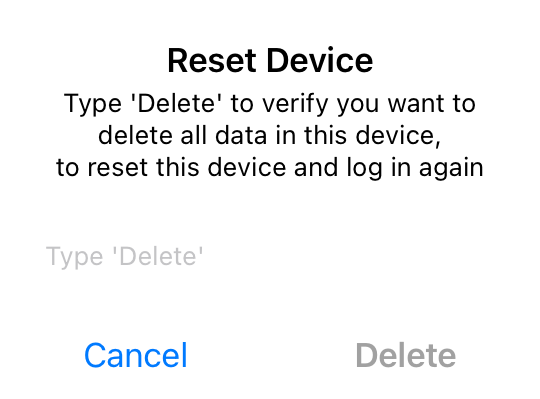 Reset Device
Type 'Delete' to verify you want to
delete all data in this device,
to reset this device and log in again
Type 'Delete'
Cancel
Delete